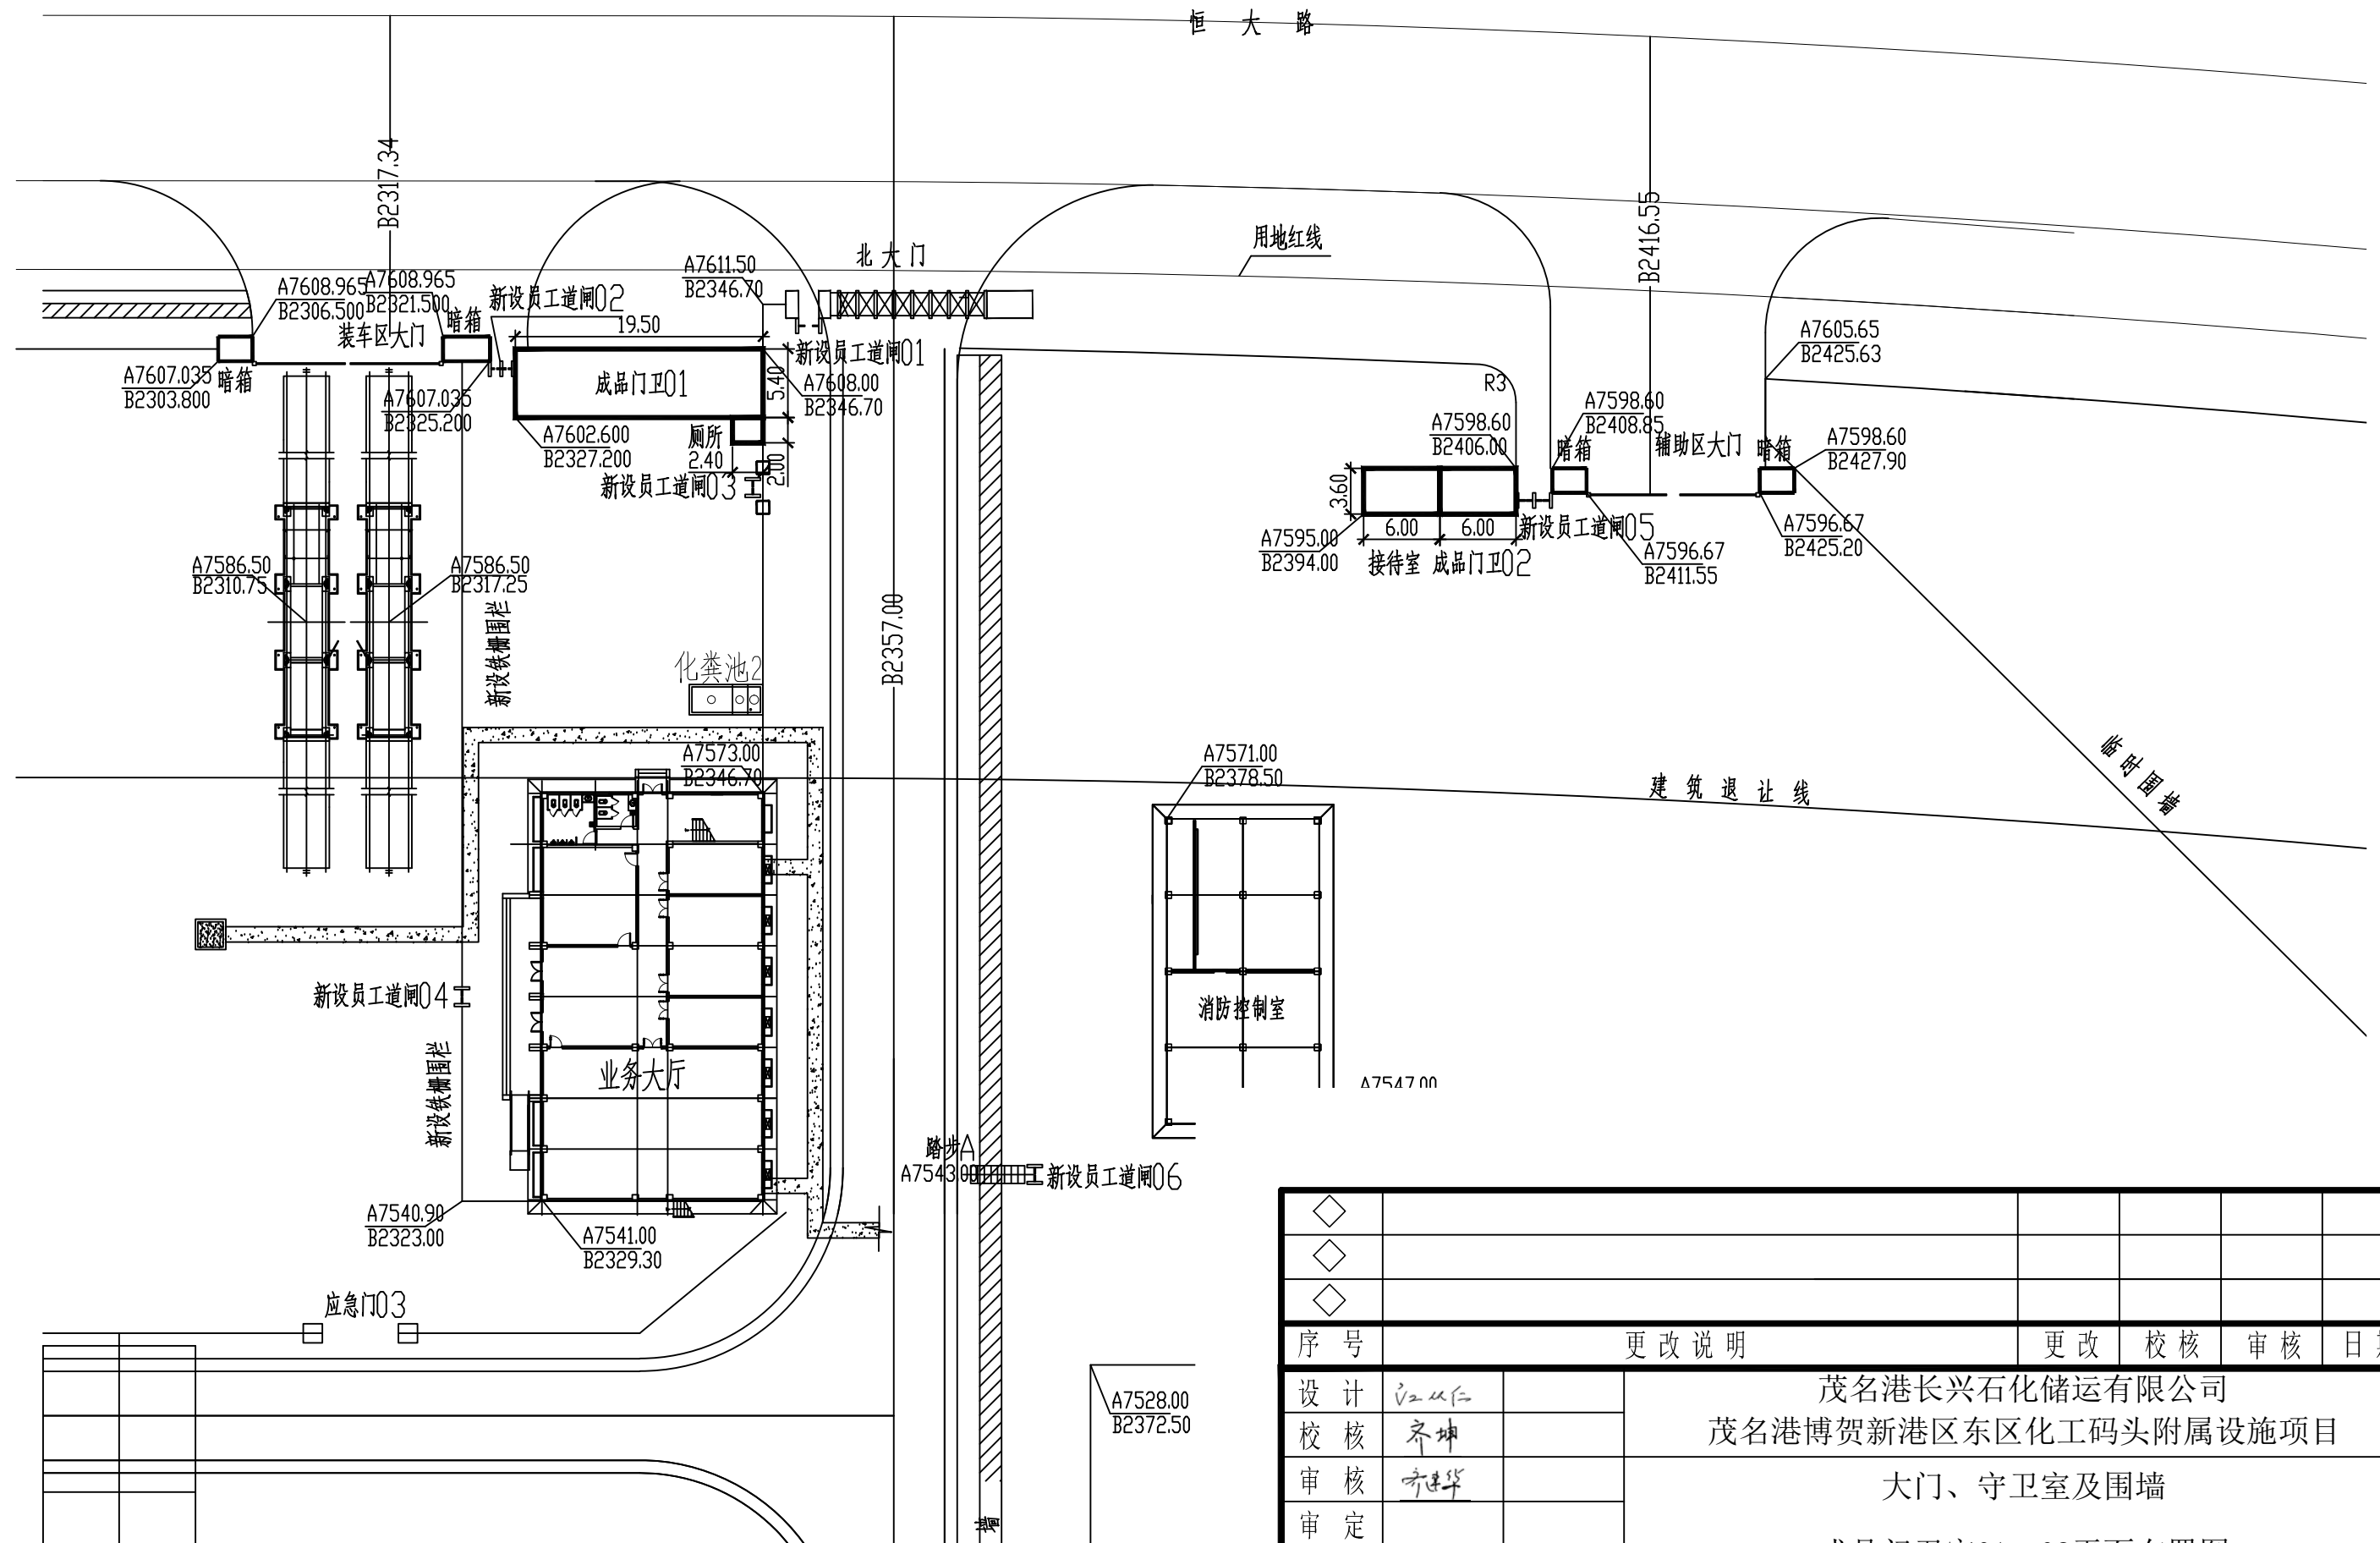 恒 大 路
B2317.34
B2416.55
用地红线
北 大 门
A7611.50
B2346.70
A7608.965
B2306.500
A7608.965
B2321.500
新设员工道闸02
暗箱
装车区大门
19.50
新设员工道闸01
A7605.65
B2425.63
A7607.035
B2303.800
暗箱
成品门卫01
5.40
A7608.00
B2346.70
R3
A7607.035
B2325.200
A7598.60
B2406.00
A7598.60
B2408.85
A7602.600
B2327.200
厕所
2.40
2.00
新设员工道闸03
暗箱
辅助区大门
暗箱
A7598.60
B2427.90
3.60
6.00
6.00
新设员工道闸05
A7595.00
B2394.00
接待室
成品门卫02
A7596.67
B2411.55
A7596.67
B2425.20
A7586.50
B2310.75
A7586.50
B2317.25
新设铁栅围栏
B2357.00
化粪池2
A7573.00
B2346.70
A7571.00
B2378.50
建 筑 退 让 线
临时围墙
新设员工道闸04
消防控制室
新设铁栅围栏
业务大厅
A7547.00
踏步A
A7543.00
新设员工道闸06
A7540.90
B2323.00
A7541.00
B2329.30
应急门03
A7528.00
B2372.50
墙
序 号
更 改 说 明
更 改
校 核
审 核
日
设 计
茂名港长兴石化储运有限公司
校 核
齐坤
茂名港博贺新港区东区化工码头附属设施项目
审 核
齐建华
大门、守卫室及围墙
审 定